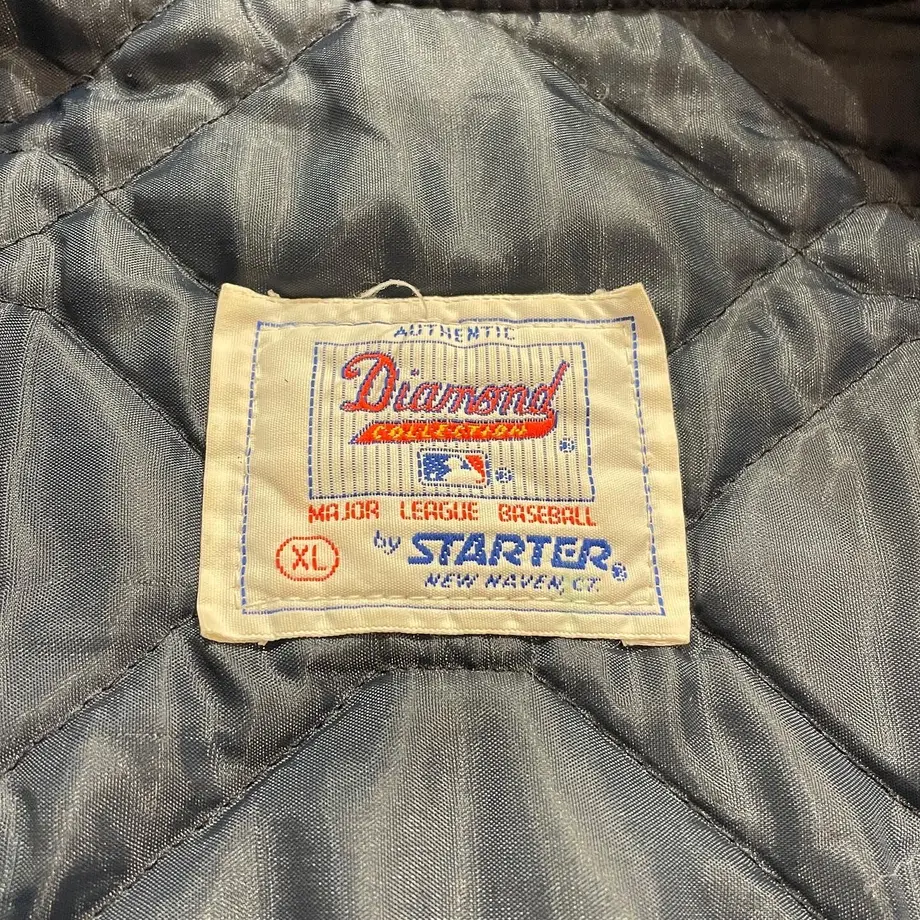 AUTHENTIC
Diamond
COLLECTION
®
®
MAJOR LEAGUE BASEBALL
XL
by STARTER®
NEW HAVEN, CT.